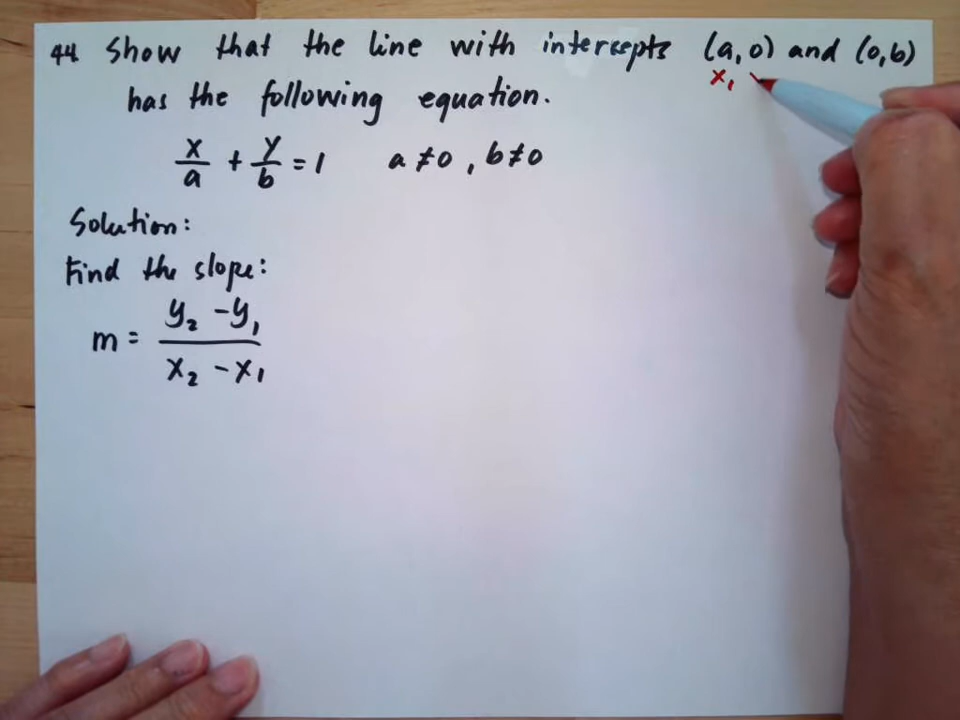 44. Show that the line with intercepts (a, 0) and (0, b)
x₁
has the following equation.
x/a + y/b = 1 a ≠ 0, b ≠ 0
Solution:
Find the slope:
m = (y₂ - y₁)/(x₂ - x₁)